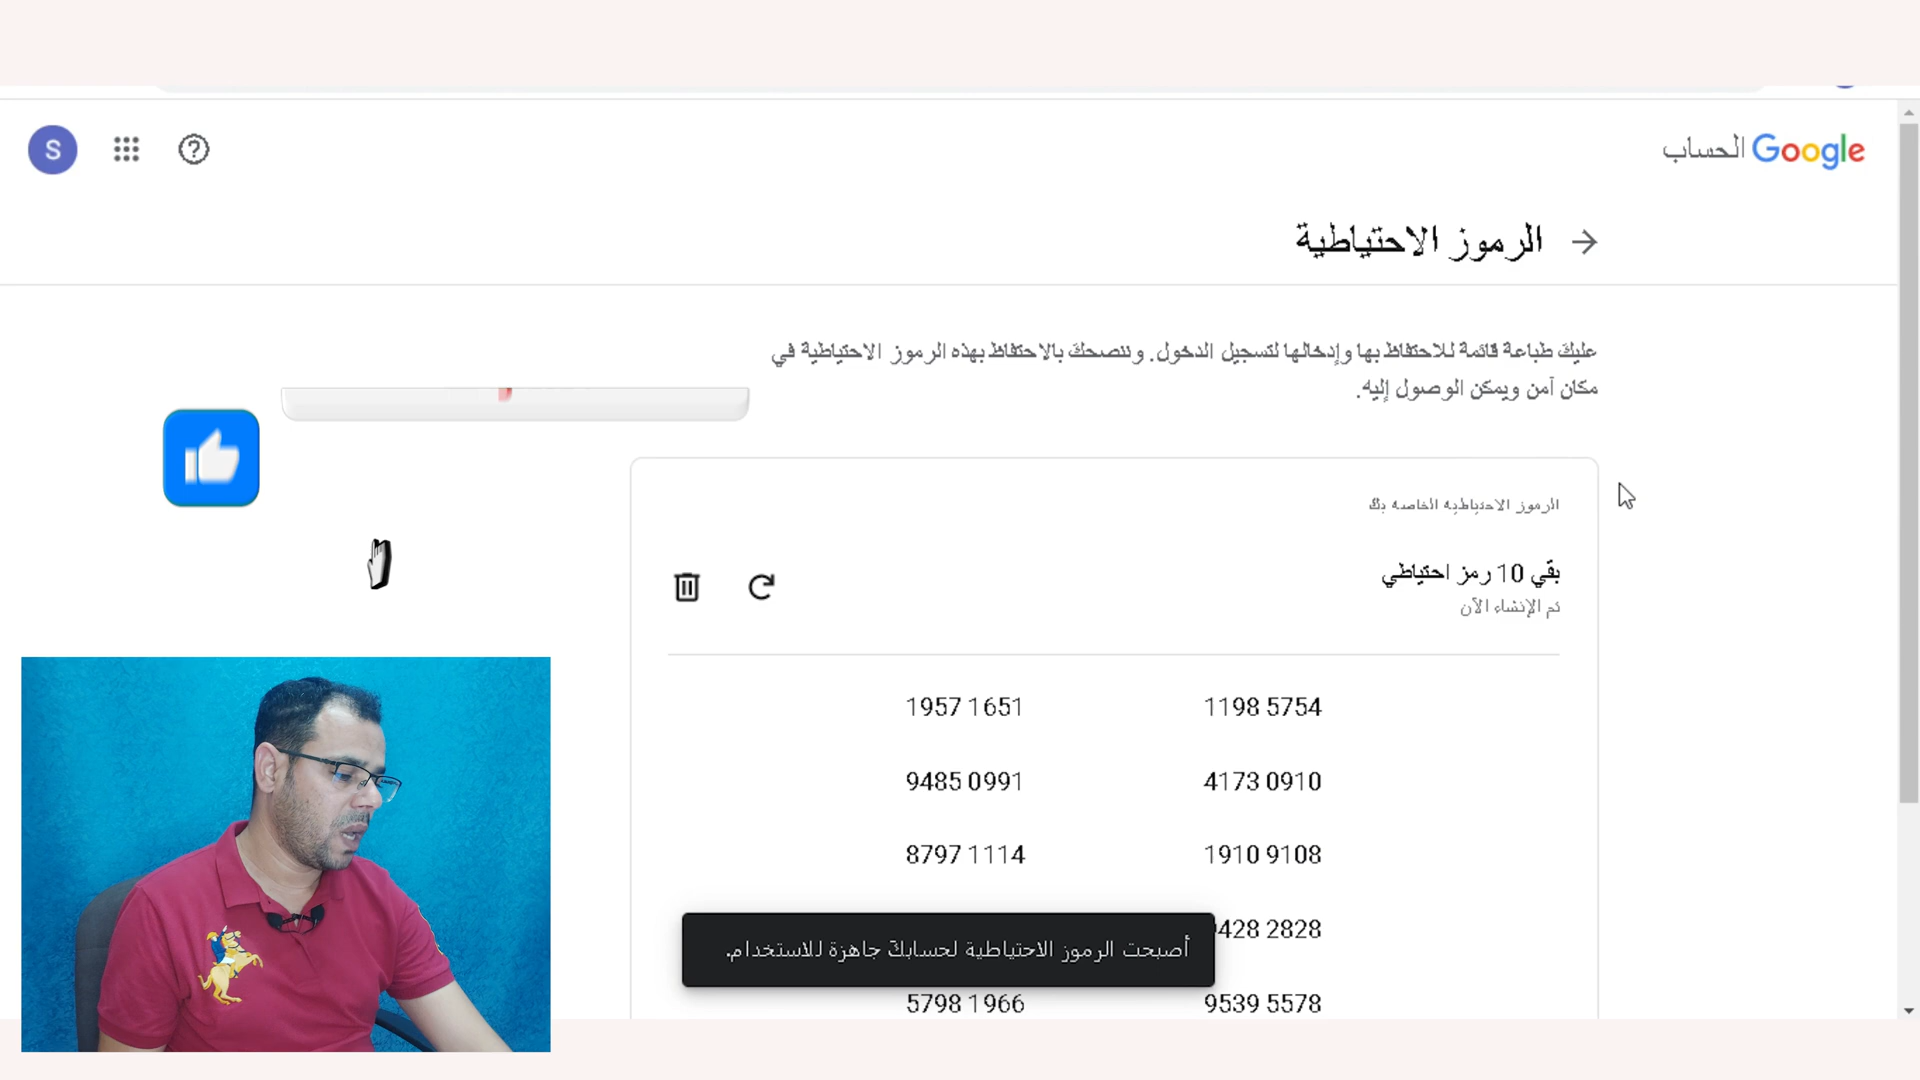 الحساب Google
S
الرموز الاحتياطية
عليك طباعة قائمة للاحتفاظ بها وإدخالها لتسجيل الدخول. وننصحك بالاحتفاظ بهذه الرموز الاحتياطية في
مكان آمن ويمكن الوصول إليه.
الرموز الاحتياطية الخاصة بك
بقي 10 رمز احتياطي
تم الإنشاء الآن
1198 5754
1957 1651
4173 0910
9485 0991
1910 9108
8797 1114
428 2828
أصبحت الرموز الاحتياطية لحسابك جاهزة للاستخدام.
9539 5578
5798 1966